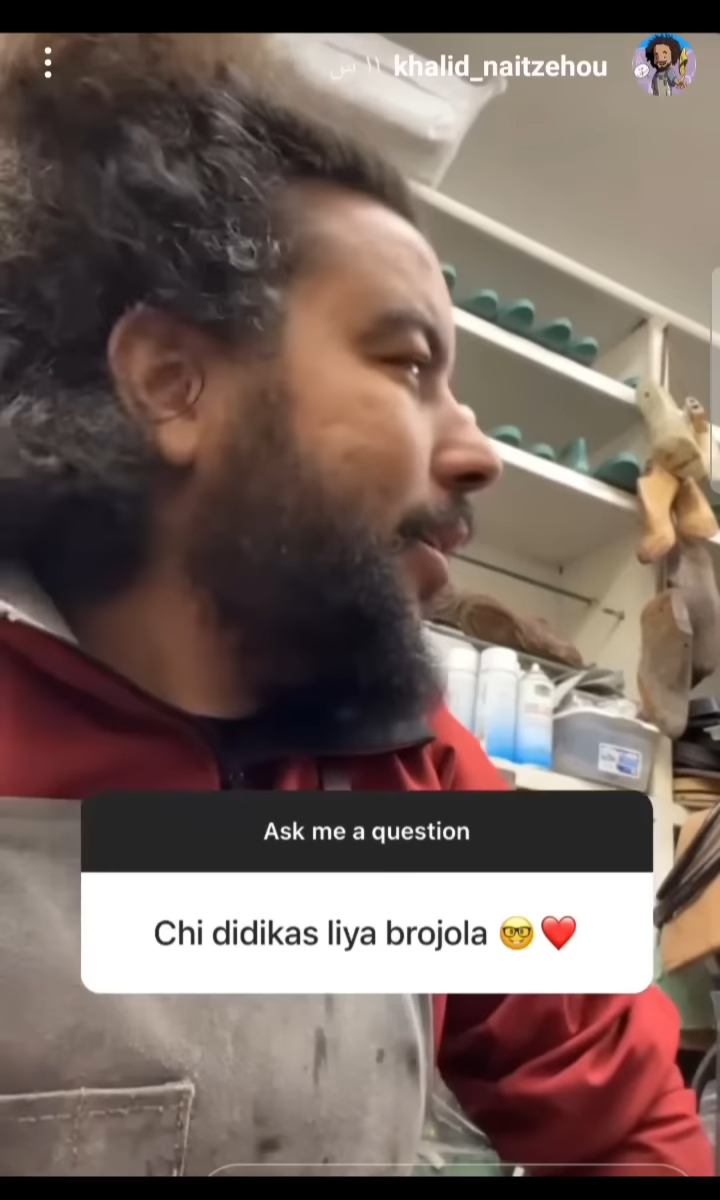 khalid_naitzehou ١١ س
Ask me a question
Chi didikas liya brojola 🤓❤️